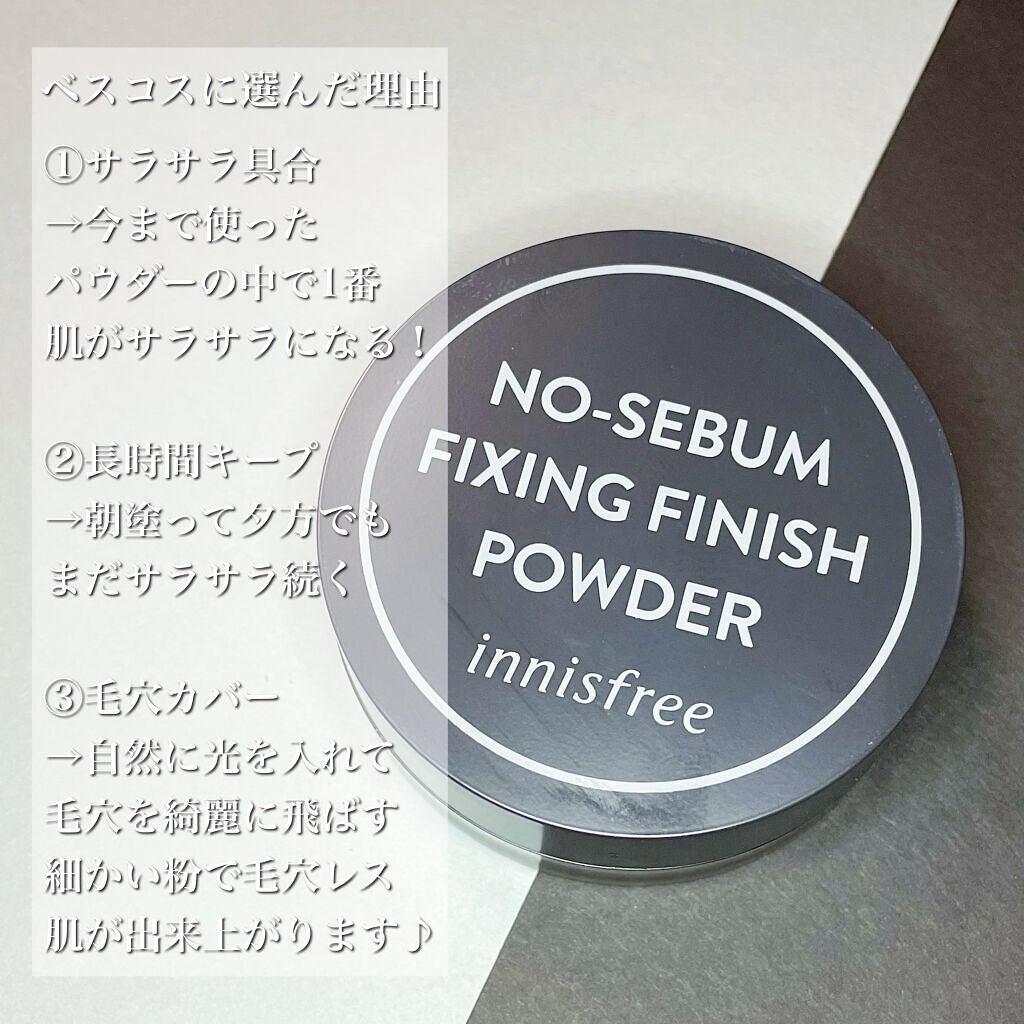 ベスコスに選んだ理由
①サラサラ具合
→今まで使った
パウダーの中で1番
肌がサラサラになる！
②長時間キープ
→朝塗って夕方でも
まだサラサラ続く
③毛穴カバー
→自然に光を入れて
毛穴を綺麗に飛ばす
細かい粉で毛穴レス
肌が出来上がります♪
NO-SEBUM
FIXING FINISH
POWDER
innisfree